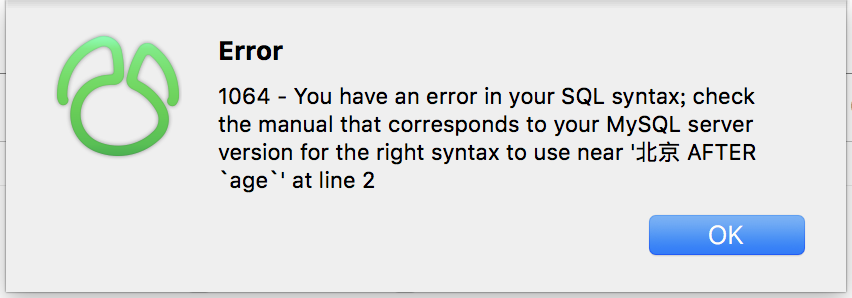 Error
1064 - You have an error in your SQL syntax; check
the manual that corresponds to your MySQL server
version for the right syntax to use near '北京 AFTER
`age`' at line 2
OK